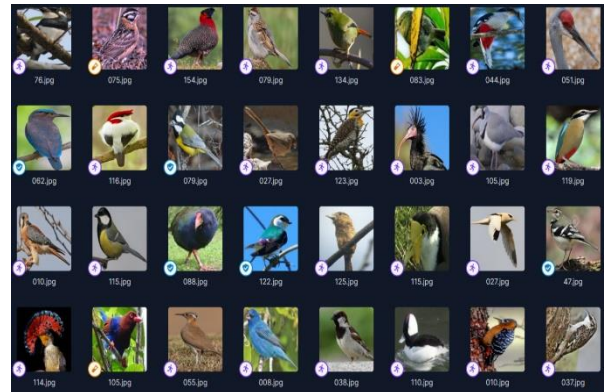 76.jpg 075.jpg 154.jpg 079.jpg 134.jpg 083.jpg 044.jpg 051.jpg
062.jpg 116.jpg 079.jpg 027.jpg 123.jpg 003.jpg 105.jpg 119.jpg
010.jpg 115.jpg 088.jpg 122.jpg 125.jpg 115.jpg 027.jpg 47.jpg
114.jpg 105.jpg 055.jpg 008.jpg 038.jpg 110.jpg 010.jpg 037.jpg